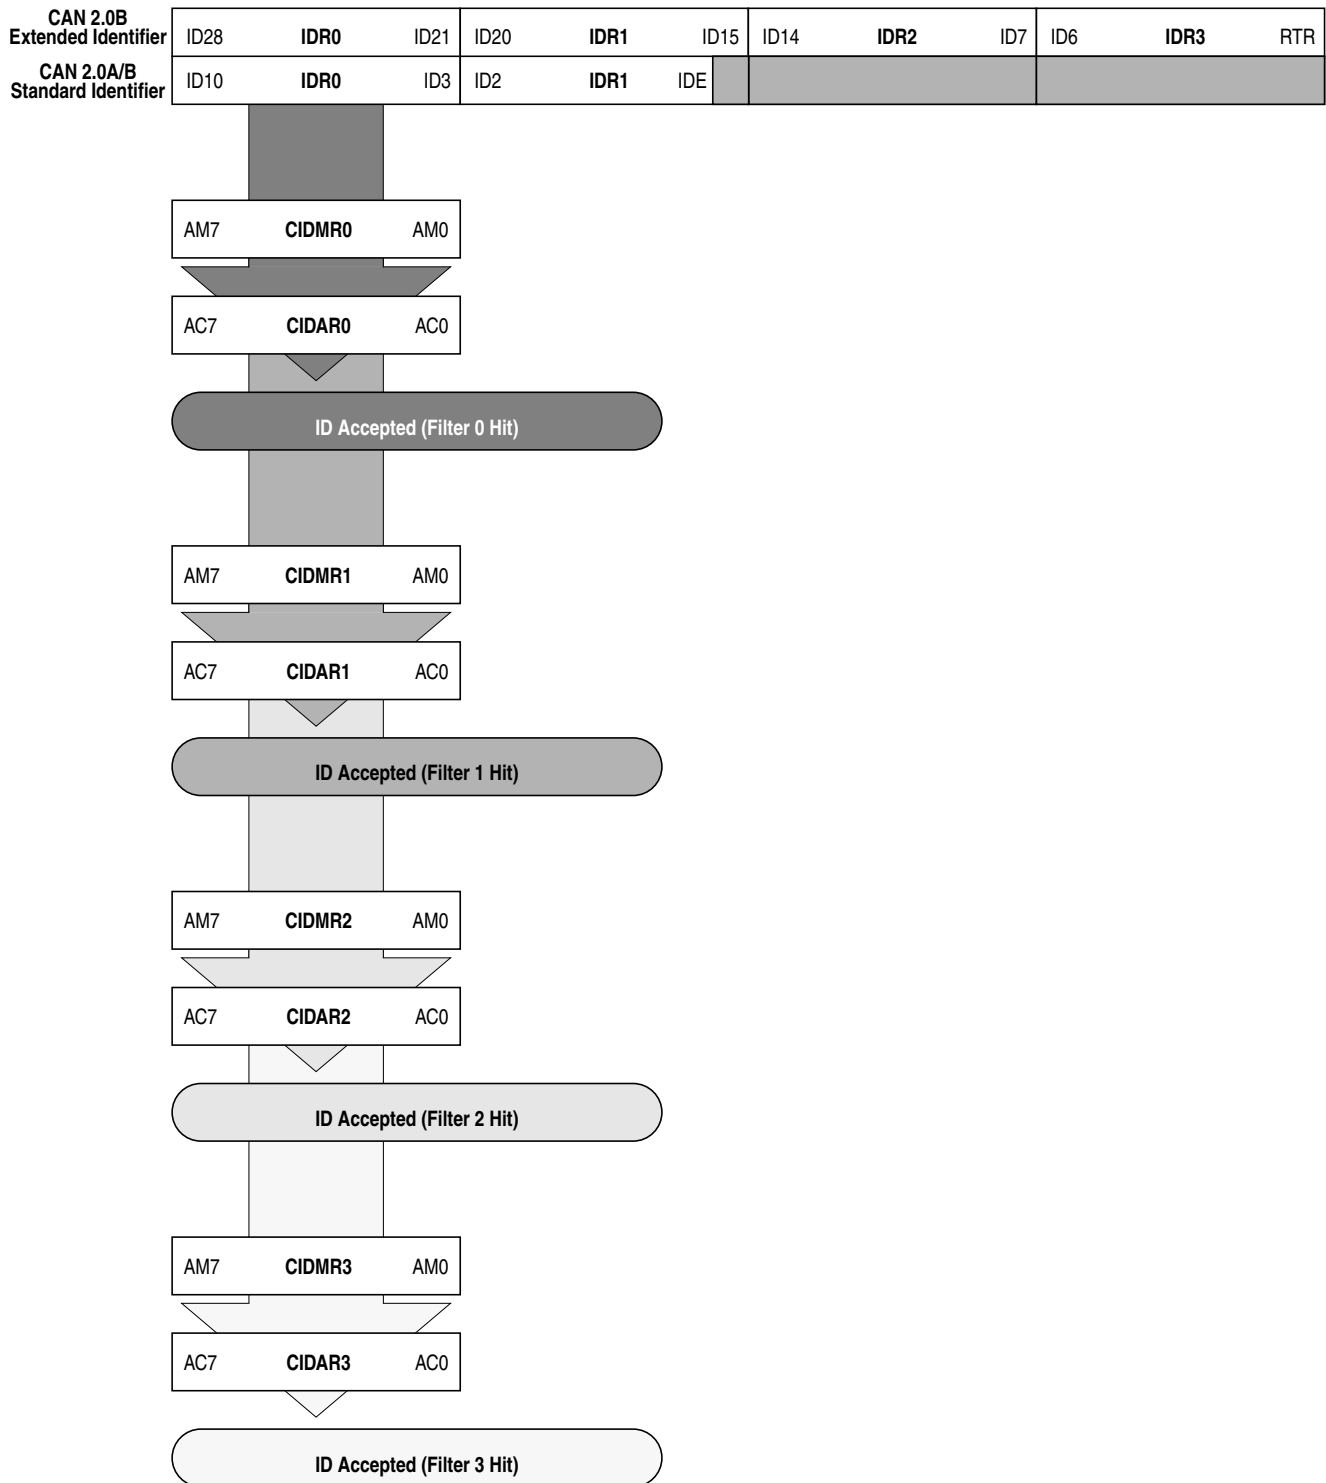 CAN 2.0B
Extended Identifier ID28 IDR0 ID21 ID20 IDR1 ID15 ID14 IDR2 ID7 ID6 IDR3 RTR
CAN 2.0A/B
Standard Identifier ID10 IDR0 ID3 ID2 IDR1 IDE
AM7 CIDMR0 AM0
AC7 CIDAR0 AC0
ID Accepted (Filter 0 Hit)
AM7 CIDMR1 AM0
AC7 CIDAR1 AC0
ID Accepted (Filter 1 Hit)
AM7 CIDMR2 AM0
AC7 CIDAR2 AC0
ID Accepted (Filter 2 Hit)
AM7 CIDMR3 AM0
AC7 CIDAR3 AC0
ID Accepted (Filter 3 Hit)